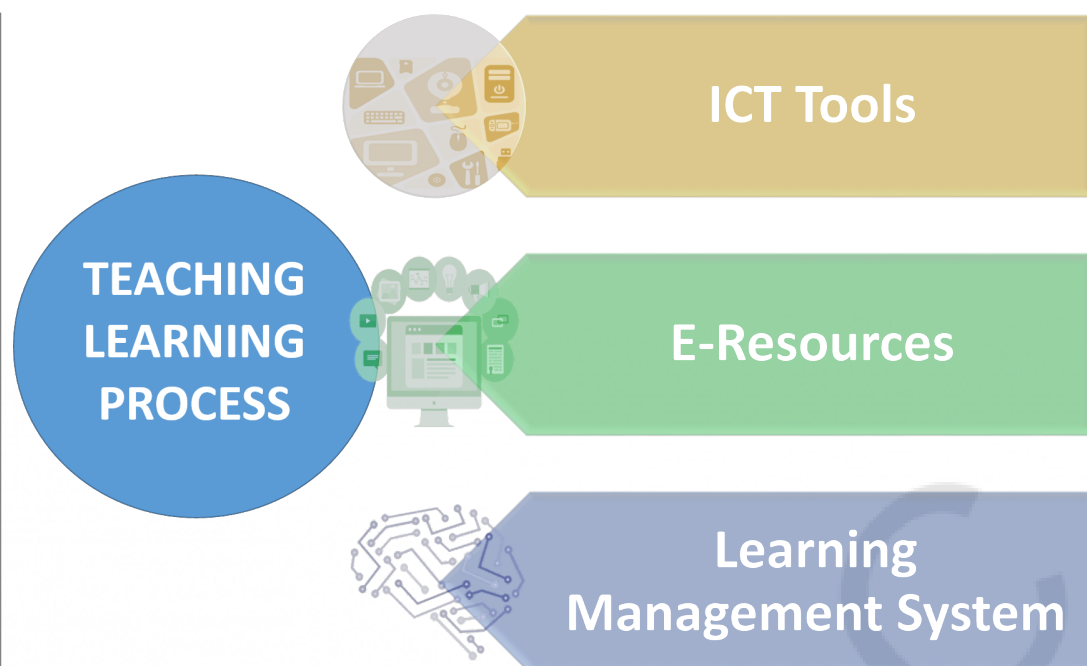 TEACHING
LEARNING
PROCESS
ICT Tools
E-Resources
Learning
Management System